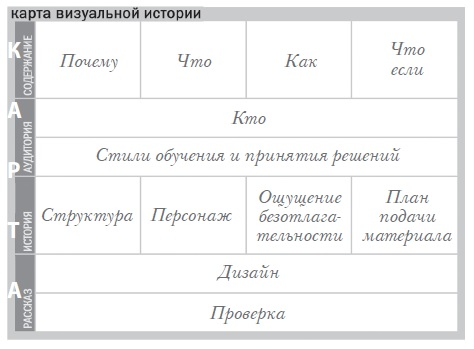 карта визуальной истории
К
СОДЕРЖАНИЕ
Почему
Что
Как
Что
если
А
АУДИТОРИЯ
Кто
Р
Стили обучения и принятия решений
Т
ИСТОРИЯ
Структура
Персонаж
Ощущение
безотлага-
тельности
План
подачи
материала
А
РАССКАЗ
Дизайн
Проверка